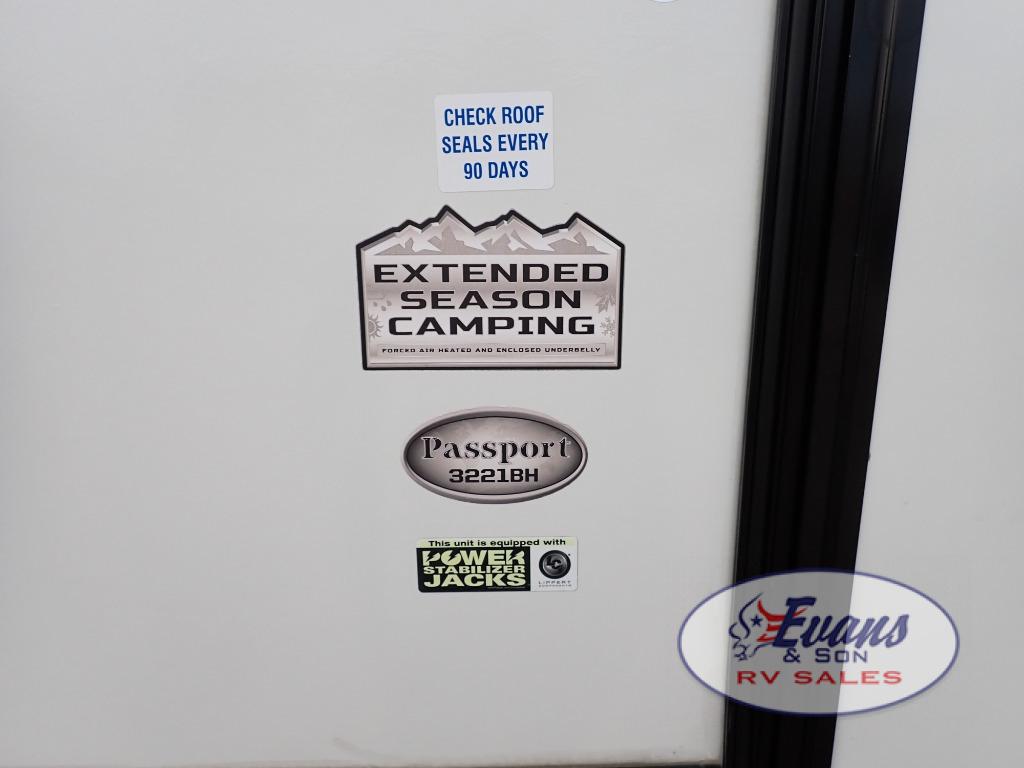 CHECK ROOF
SEALS EVERY
90 DAYS
EXTENDED
SEASON
CAMPING
FORCED AIR HEATED AND ENCLOSED UNDERBELLY
Passport
3221BH
This unit is equipped with
POWER
STABILIZER
JACKS
LIPPERT
COMPONENTS
Evans
& SON
RV SALES